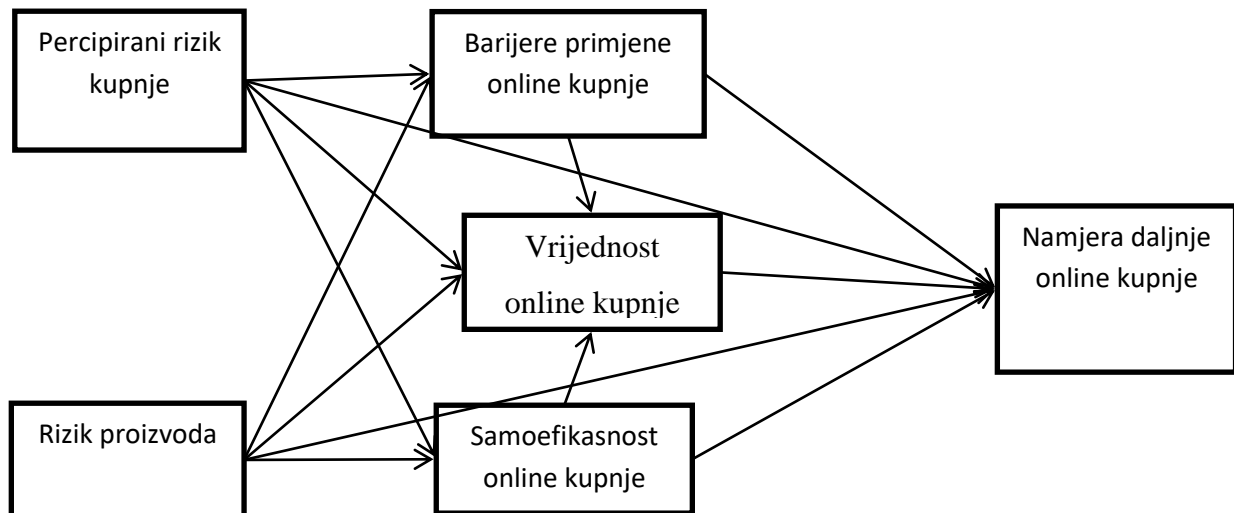 Percipirani rizik
kupnje
Barijere primjene
online kupnje
Vrijednost
online kupnje
Namjera daljnje
online kupnje
Rizik proizvoda
Samoefikasnost
online kupnje